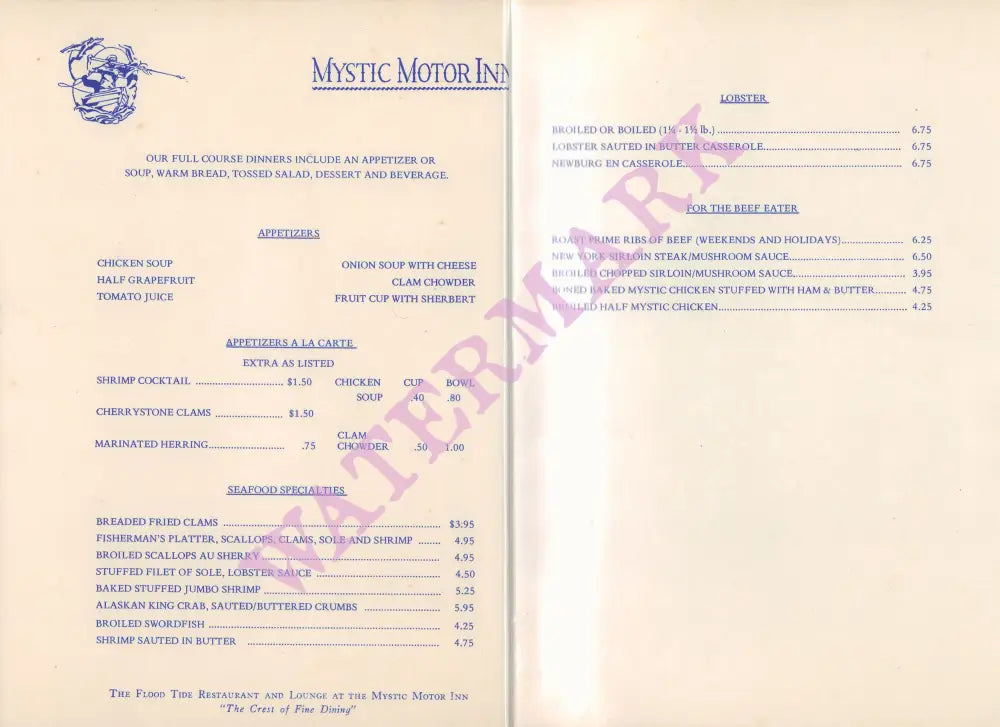 MYSTIC MOTOR INN
OUR FULL COURSE DINNERS INCLUDE AN APPETIZER OR
SOUP, WARM BREAD, TOSSED SALAD, DESSERT AND BEVERAGE.
APPETIZERS
CHICKEN SOUP ONION SOUP WITH CHEESE
HALF GRAPEFRUIT CLAM CHOWDER
TOMATO JUICE FRUIT CUP WITH SHERBERT
APPETIZERS A LA CARTE
EXTRA AS LISTED
SHRIMP COCKTAIL .............................. $1.50 CHICKEN CUP BOWL
SOUP .40 .80
CHERRYSTONE CLAMS ....................... $1.50
CLAM
MARINATED HERRING.......................... .75 CHOWDER .50 1.00
SEAFOOD SPECIALTIES
BREADED FRIED CLAMS .......................................................................... $3.95
FISHERMAN'S PLATTER, SCALLOPS, CLAMS, SOLE AND SHRIMP ........ 4.95
BROILED SCALLOPS AU SHERRY ............................................................. 4.95
STUFFED FILET OF SOLE, LOBSTER SAUCE .......................................... 4.50
BAKED STUFFED JUMBO SHRIMP ............................................................ 5.25
ALASKAN KING CRAB, SAUTED/BUTTERED CRUMBS .......................... 5.95
BROILED SWORDFISH ............................................................................... 4.25
SHRIMP SAUTED IN BUTTER .................................................................. 4.75
THE FLOOD TIDE RESTAURANT AND LOUNGE AT THE MYSTIC MOTOR INN
"The Crest of Fine Dining"
LOBSTER
BROILED OR BOILED (1¼ - 1½ lb.) ............................................................... 6.75
LOBSTER SAUTED IN BUTTER CASSEROLE............................................... 6.75
NEWBURG EN CASSEROLE........................................................................... 6.75
FOR THE BEEF EATER
ROAST PRIME RIBS OF BEEF (WEEKENDS AND HOLIDAYS)..................... 6.25
NEW YORK SIRLOIN STEAK/MUSHROOM SAUCE....................................... 6.50
BROILED CHOPPED SIRLOIN/MUSHROOM SAUCE...................................... 3.95
BONED BAKED MYSTIC CHICKEN STUFFED WITH HAM & BUTTER........... 4.75
BROILED HALF MYSTIC CHICKEN................................................................. 4.25
WATERMARK